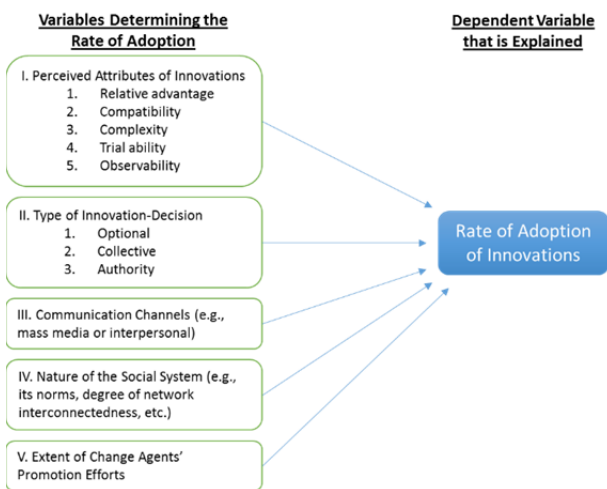 Variables Determining the
Rate of Adoption
Dependent Variable
that is Explained
I. Perceived Attributes of Innovations
1. Relative advantage
2. Compatibility
3. Complexity
4. Trial ability
5. Observability
II. Type of Innovation-Decision
1. Optional
2. Collective
3. Authority
Rate of Adoption
of Innovations
III. Communication Channels (e.g.,
mass media or interpersonal)
IV. Nature of the Social System (e.g.,
its norms, degree of network
interconnectedness, etc.)
V. Extent of Change Agents’
Promotion Efforts